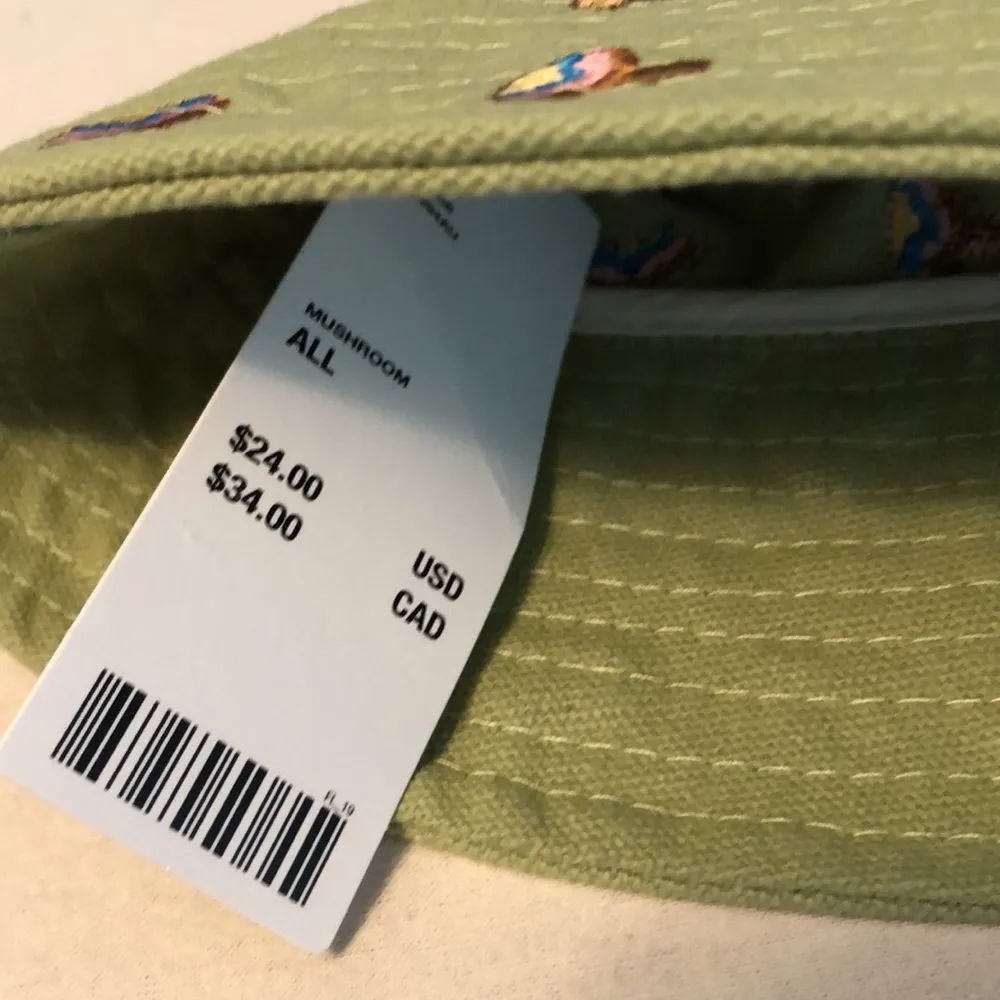 MUSHROOM
ALL
$24.00 USD
$34.00 CAD
FL_19